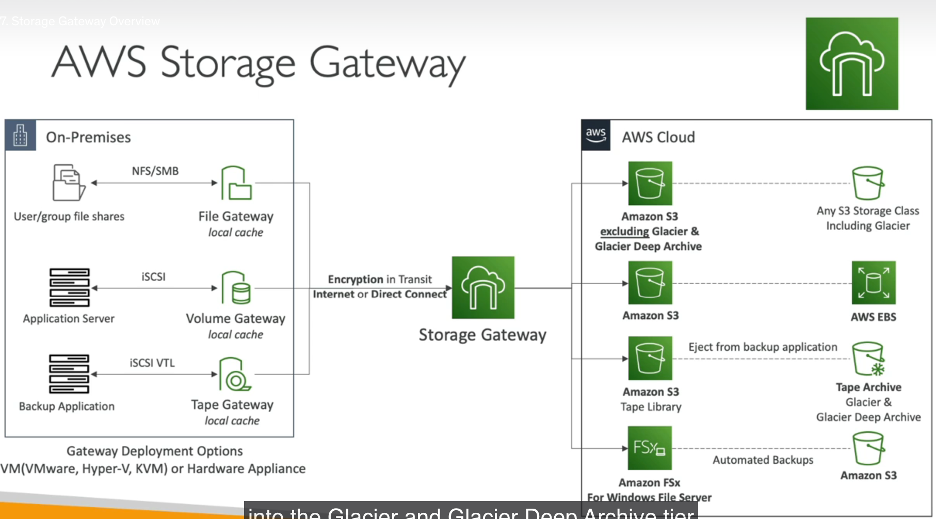 7. Storage Gateway Overview
AWS Storage Gateway
On-Premises
NFS/SMB
User/group file shares
File Gateway
local cache
iSCSI
Application Server
Volume Gateway
local cache
iSCSI VTL
Backup Application
Tape Gateway
local cache
Gateway Deployment Options
VM(VMware, Hyper-V, KVM) or Hardware Appliance
Encryption in Transit
Internet or Direct Connect
Storage Gateway
aws
AWS Cloud
Amazon S3
excluding Glacier &
Glacier Deep Archive
Any S3 Storage Class
Including Glacier
Amazon S3
AWS EBS
Amazon S3
Tape Library
Eject from backup application
Tape Archive
Glacier &
Glacier Deep Archive
FSx
Amazon FSx
For Windows File Server
Automated Backups
Amazon S3
into the Glacier and Glacier Deep Archive tier